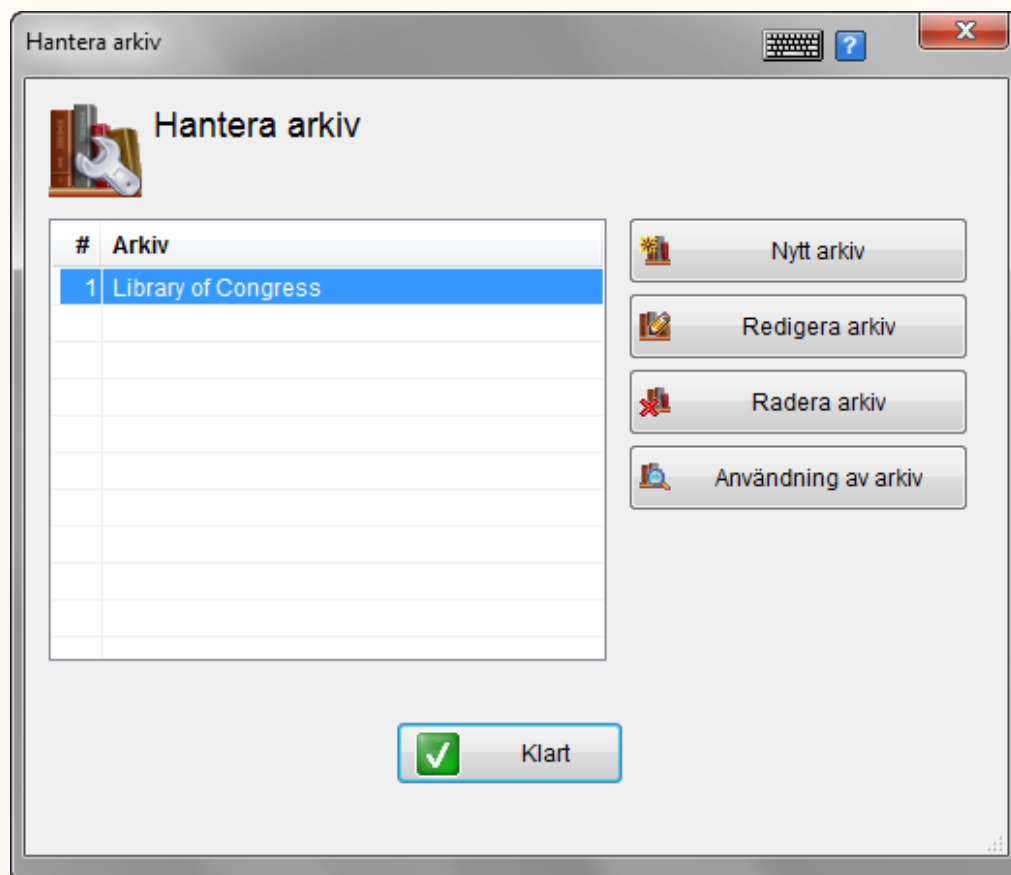 Hantera arkiv
?
X
Hantera arkiv
# Arkiv
1 Library of Congress
Nytt arkiv
Redigera arkiv
Radera arkiv
Användning av arkiv
Klart